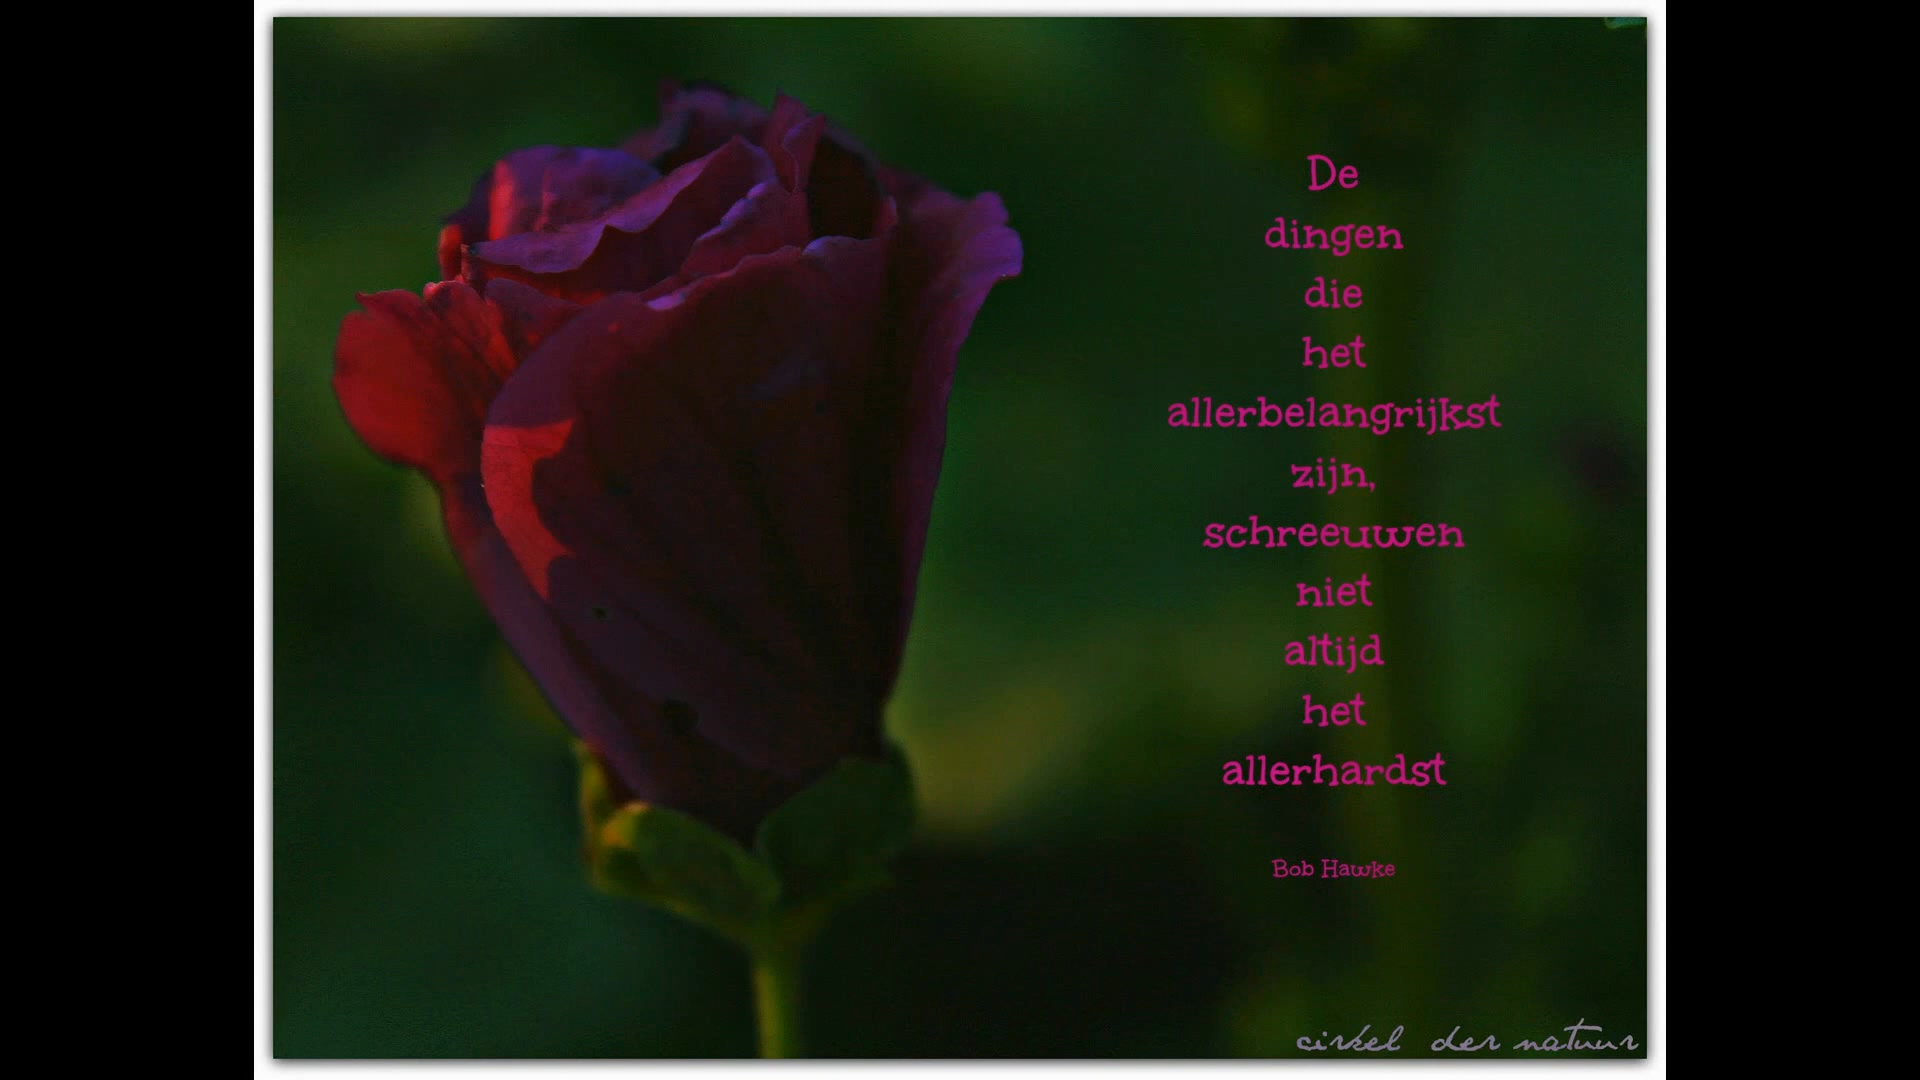 De
dingen
die
het
allerbelangrijkst
zijn,
schreeuwen
niet
altijd
het
allerhardst
Bob Hawke
cirkel der natuur